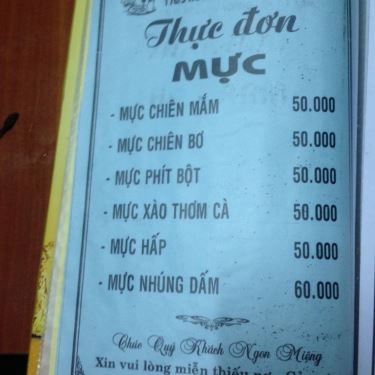 Thực đơn
MỰC
- MỰC CHIÊN MẮM 50.000
- MỰC CHIÊN BƠ 50.000
- MỰC PHÍT BỘT 50.000
- MỰC XÀO THƠM CÀ 50.000
- MỰC HẤP 50.000
- MỰC NHÚNG DẤM 60.000
Chúc Quý Khách Ngon Miệng
Xin vui lòng miễn thiếu